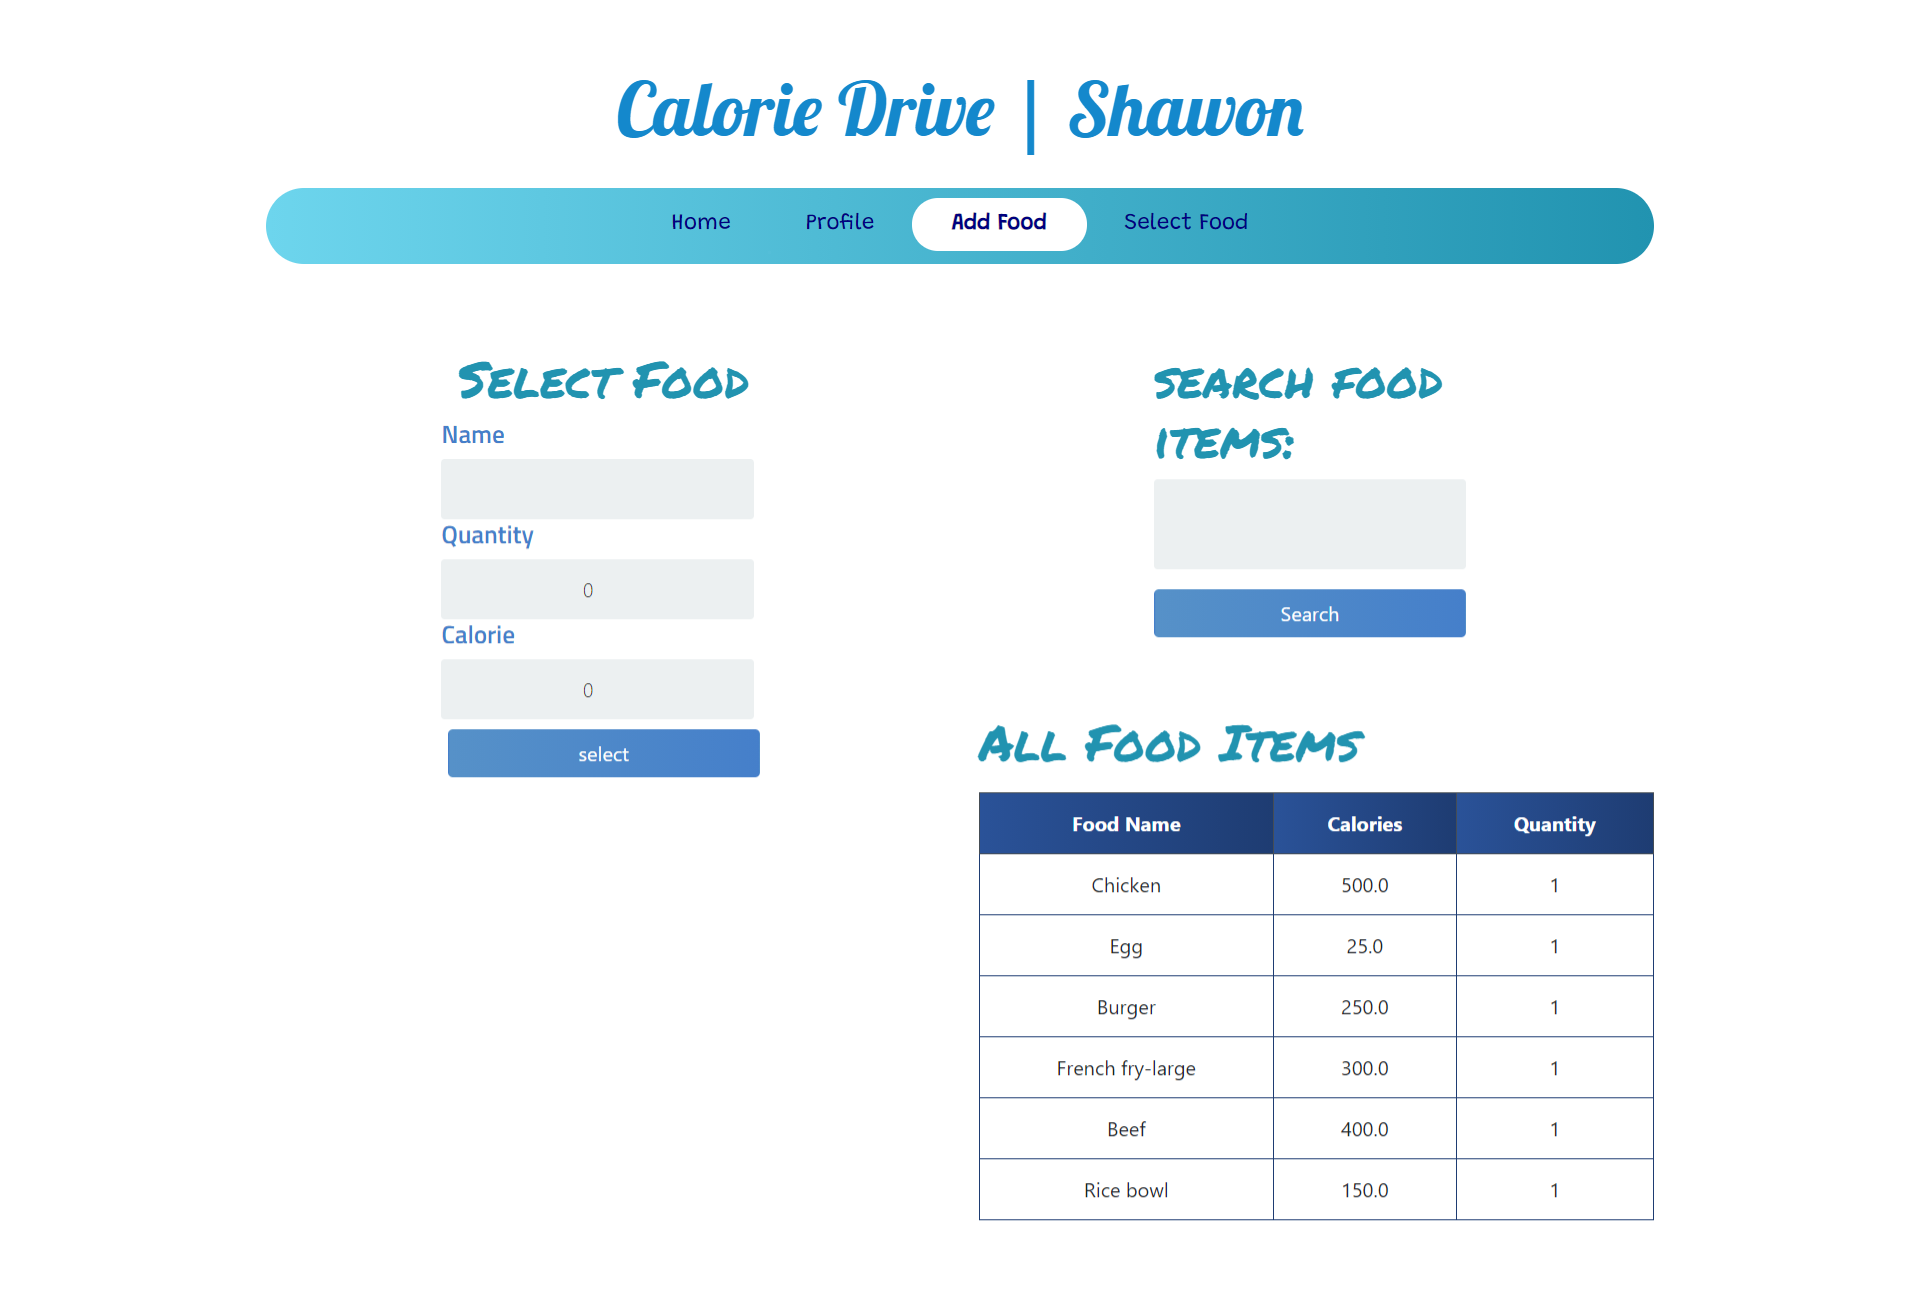 Calorie Drive | Shawon
Home Profile Add Food Select Food
Select Food
Name
Quantity
0
Calorie
0
select
search food
items:
Search
All Food Items
Food Name Calories Quantity
Chicken 500.0 1
Egg 25.0 1
Burger 250.0 1
French fry-large 300.0 1
Beef 400.0 1
Rice bowl 150.0 1